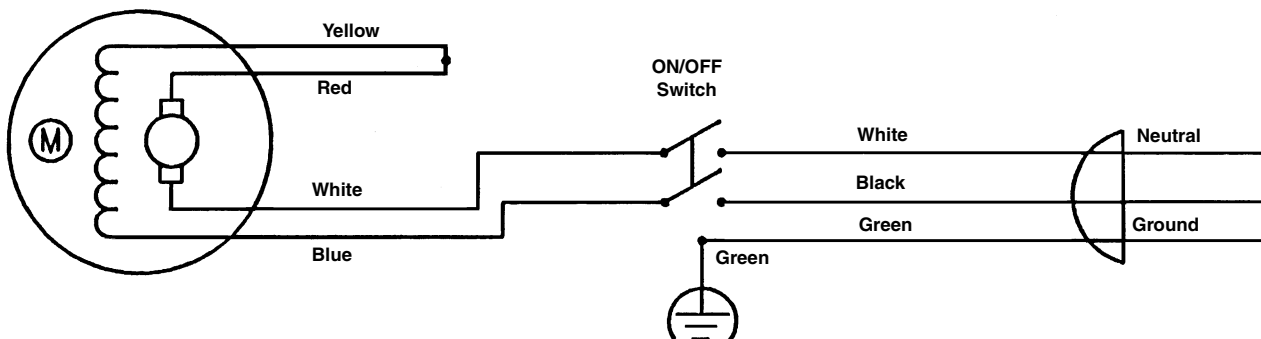 Yellow
Red
ON/OFF
Switch
M
White
Neutral
Black
White
Green
Ground
Blue
Green